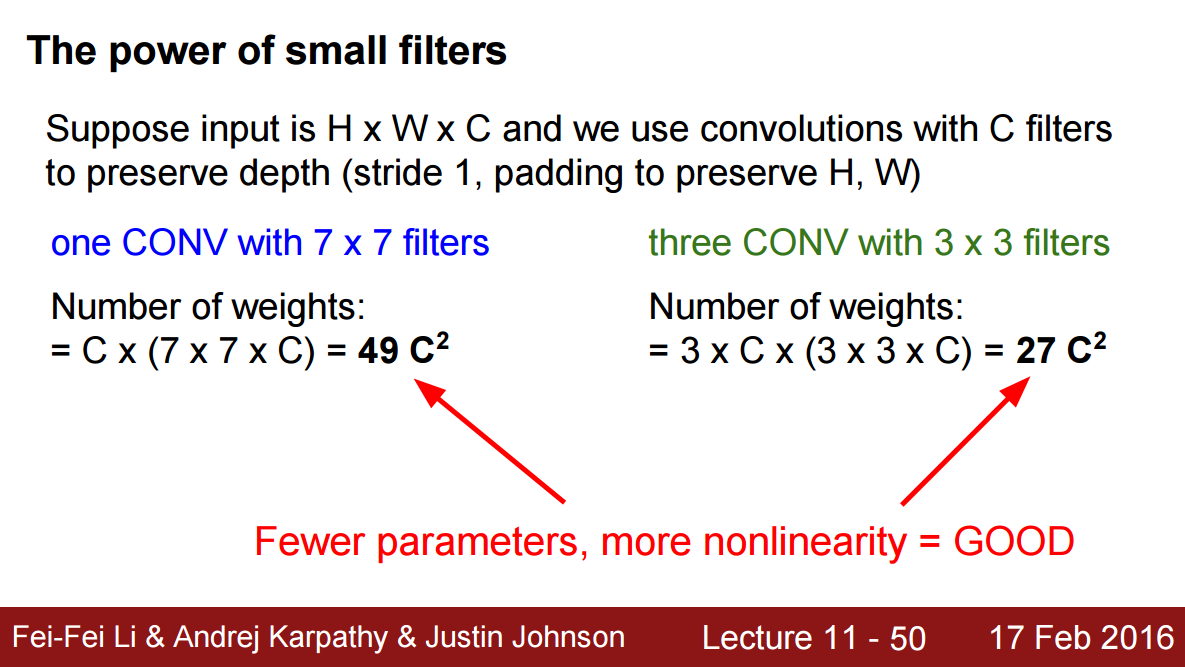 The power of small filters
Suppose input is H x W x C and we use convolutions with C filters
to preserve depth (stride 1, padding to preserve H, W)
one CONV with 7 x 7 filters
Number of weights:
= C x (7 x 7 x C) = 49 C²
three CONV with 3 x 3 filters
Number of weights:
= 3 x C x (3 x 3 x C) = 27 C²
Fewer parameters, more nonlinearity = GOOD
Fei-Fei Li & Andrej Karpathy & Justin Johnson
Lecture 11 - 50
17 Feb 2016